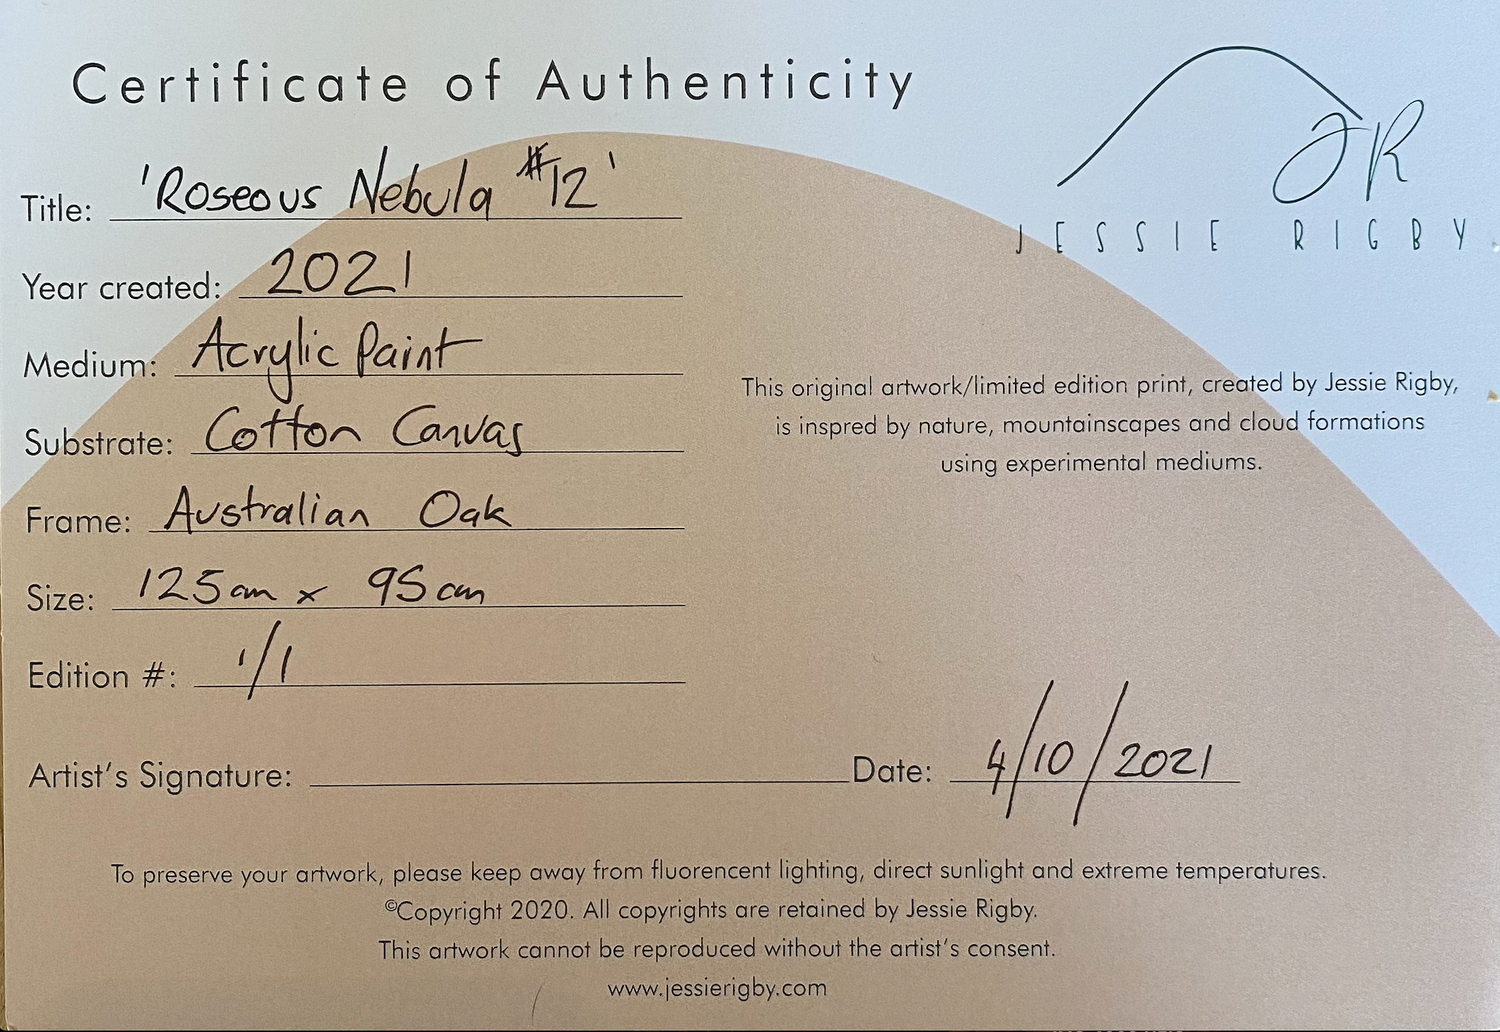 Certificate of Authenticity
JR
JESSIE RIGBY
Title: 'Roseous Nebula #12'
Year created: 2021
Medium: Acrylic Paint
Substrate: Cotton Canvas
Frame: Australian Oak
Size: 125cm x 95cm
Edition #: 1/1
This original artwork/limited edition print, created by Jessie Rigby,
is inspred by nature, mountainscapes and cloud formations
using experimental mediums.
Artist's Signature: Date: 4/10/2021
To preserve your artwork, please keep away from fluorencent lighting, direct sunlight and extreme temperatures.
©Copyright 2020. All copyrights are retained by Jessie Rigby.
This artwork cannot be reproduced without the artist's consent.
www.jessierigby.com